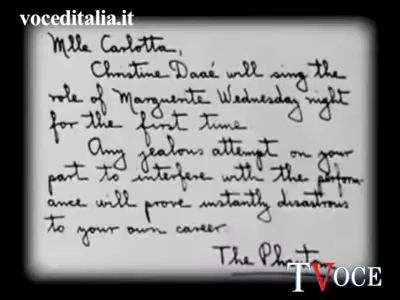 voceditalia.it
Mlle Carlotta,
Christine Daaé will sing the
role of Marguerite Wednesday night
for the first time
Any jealous attempt on your
part to interfere with the perform-
ance will prove instantly disastrous
to your own career.
The Phantom
TVOCE